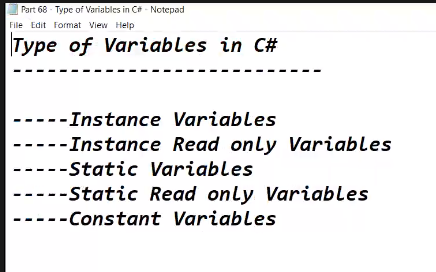 Part 68 - Type of Variables in C# - Notepad
File Edit Format View Help
Type of Variables in C#
---------------------------
-----Instance Variables
-----Instance Read only Variables
-----Static Variables
-----Static Read only Variables
-----Constant Variables